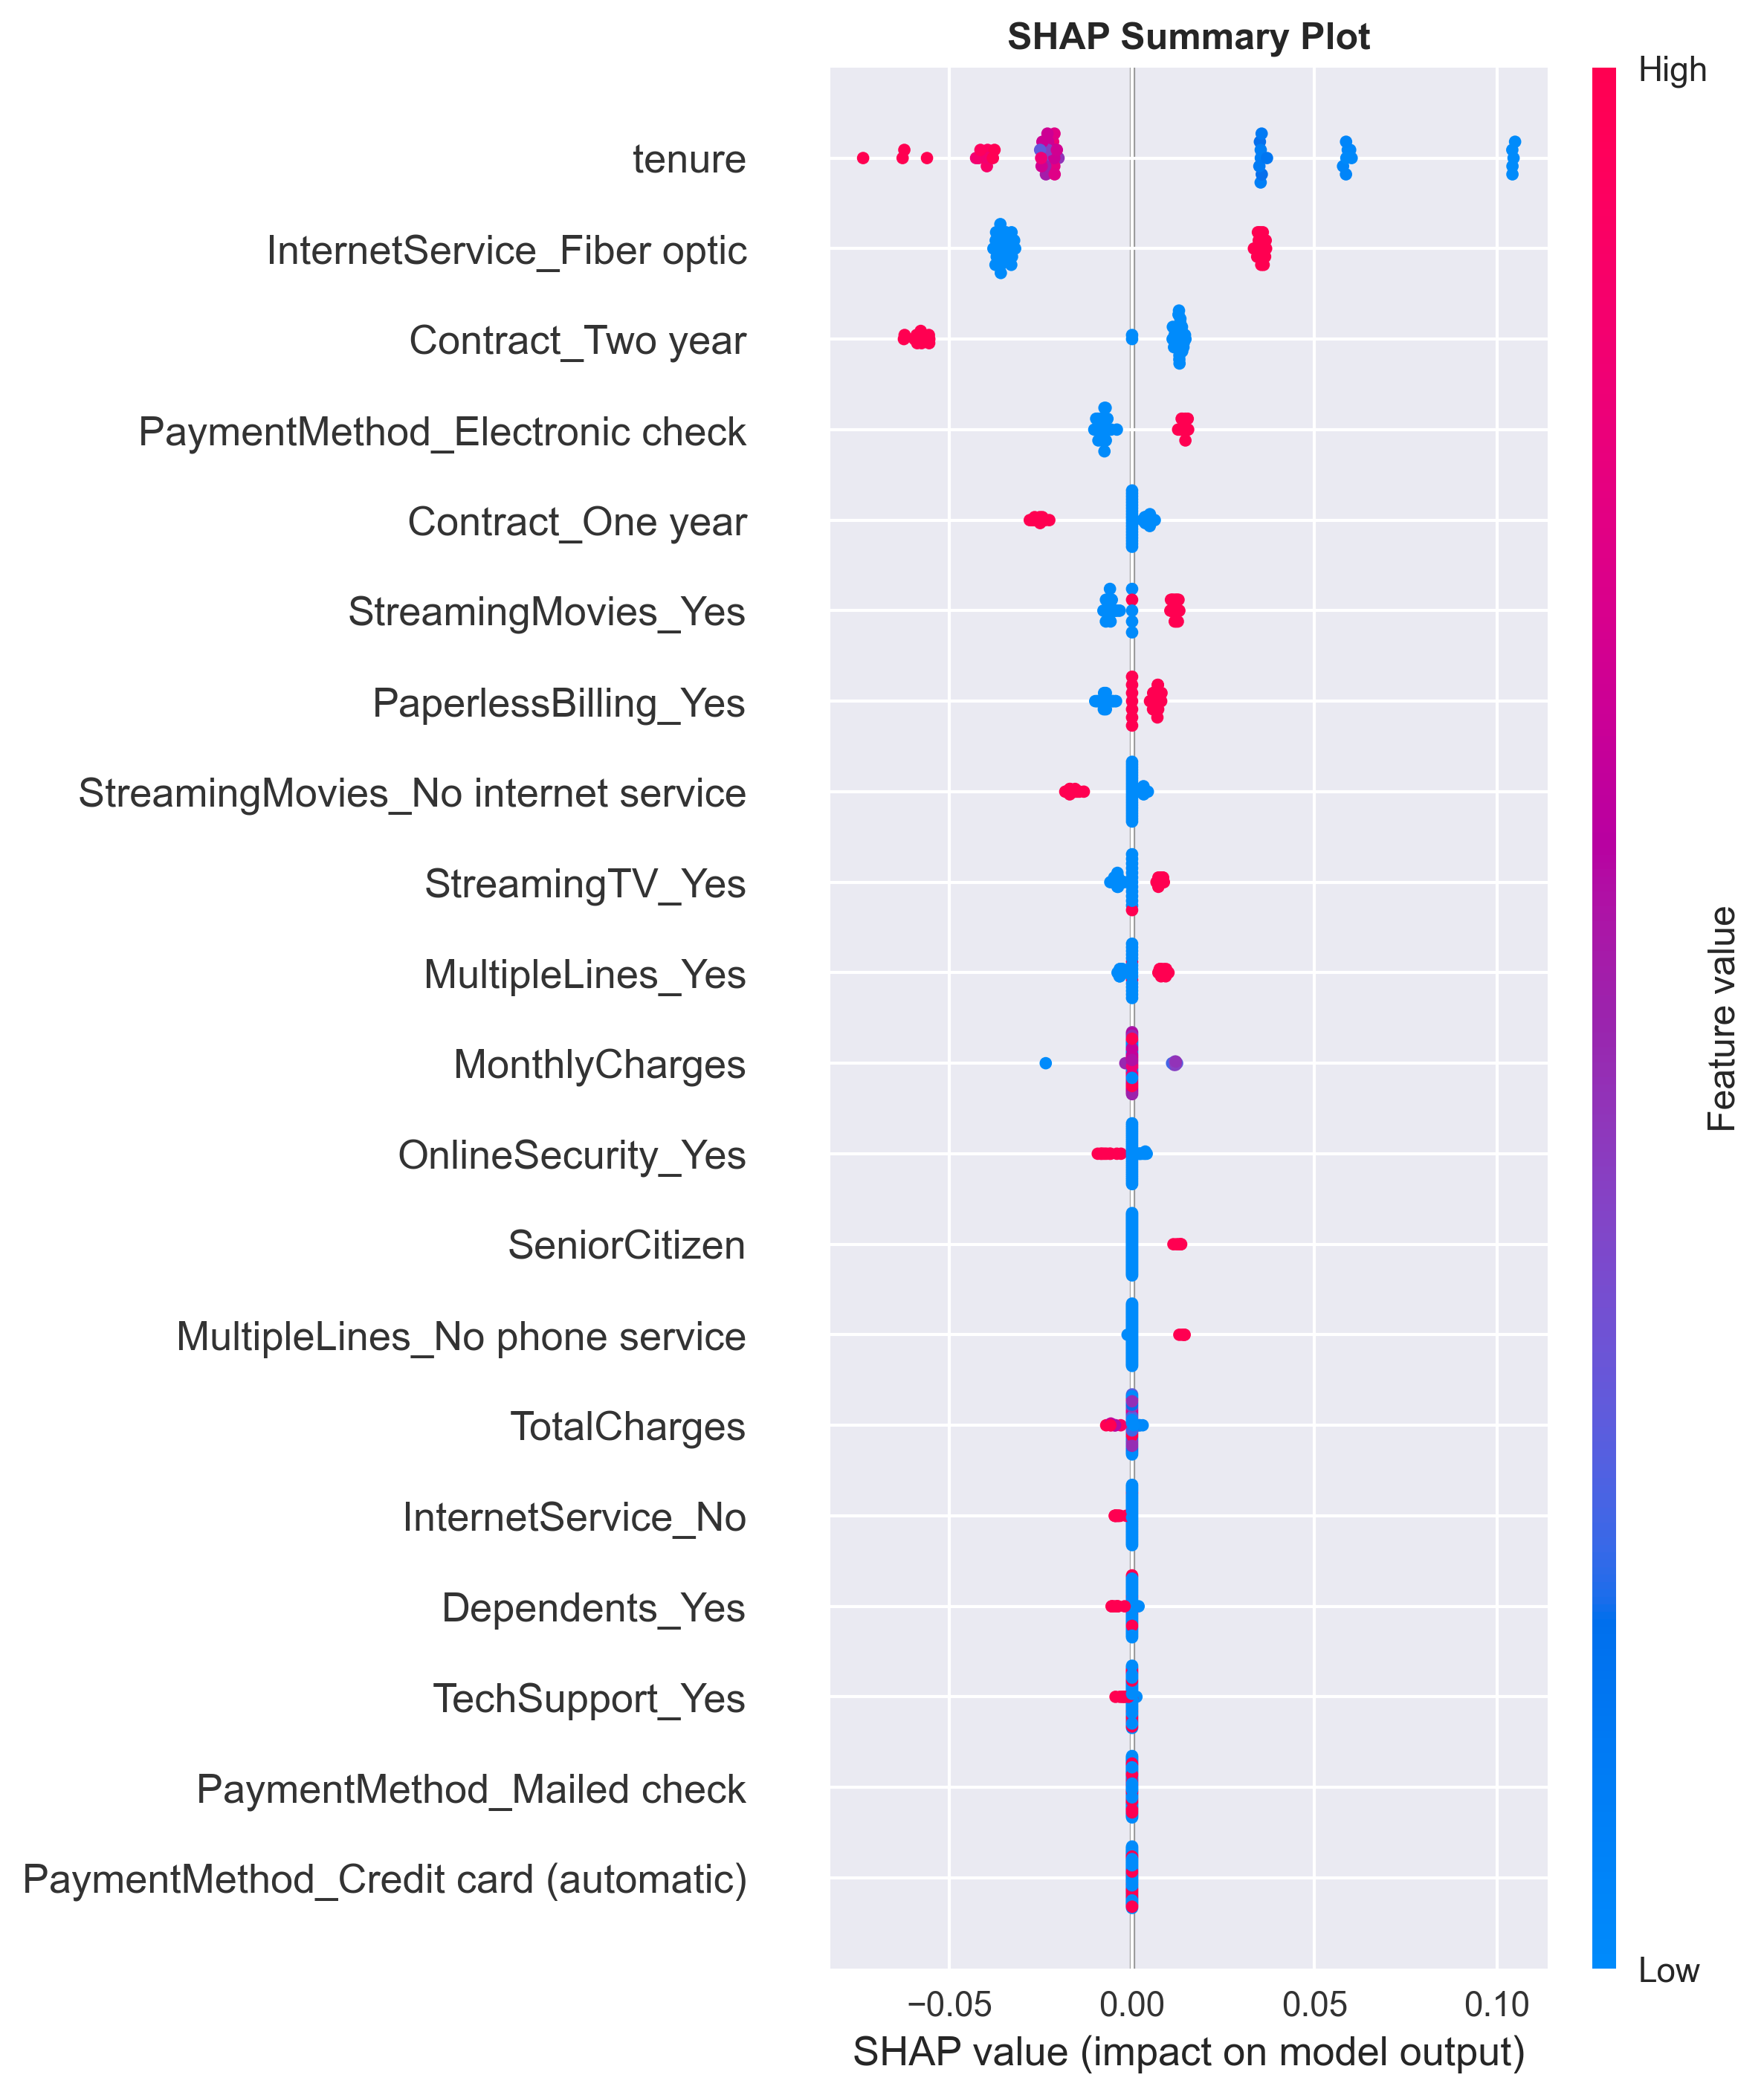 SHAP Summary Plot
High
tenure
InternetService_Fiber optic
Contract_Two year
PaymentMethod_Electronic check
Contract_One year
StreamingMovies_Yes
PaperlessBilling_Yes
StreamingMovies_No internet service
StreamingTV_Yes
MultipleLines_Yes
MonthlyCharges
OnlineSecurity_Yes
SeniorCitizen
MultipleLines_No phone service
TotalCharges
InternetService_No
Dependents_Yes
TechSupport_Yes
PaymentMethod_Mailed check
PaymentMethod_Credit card (automatic)
Feature value
Low
−0.05 0.00 0.05 0.10
SHAP value (impact on model output)